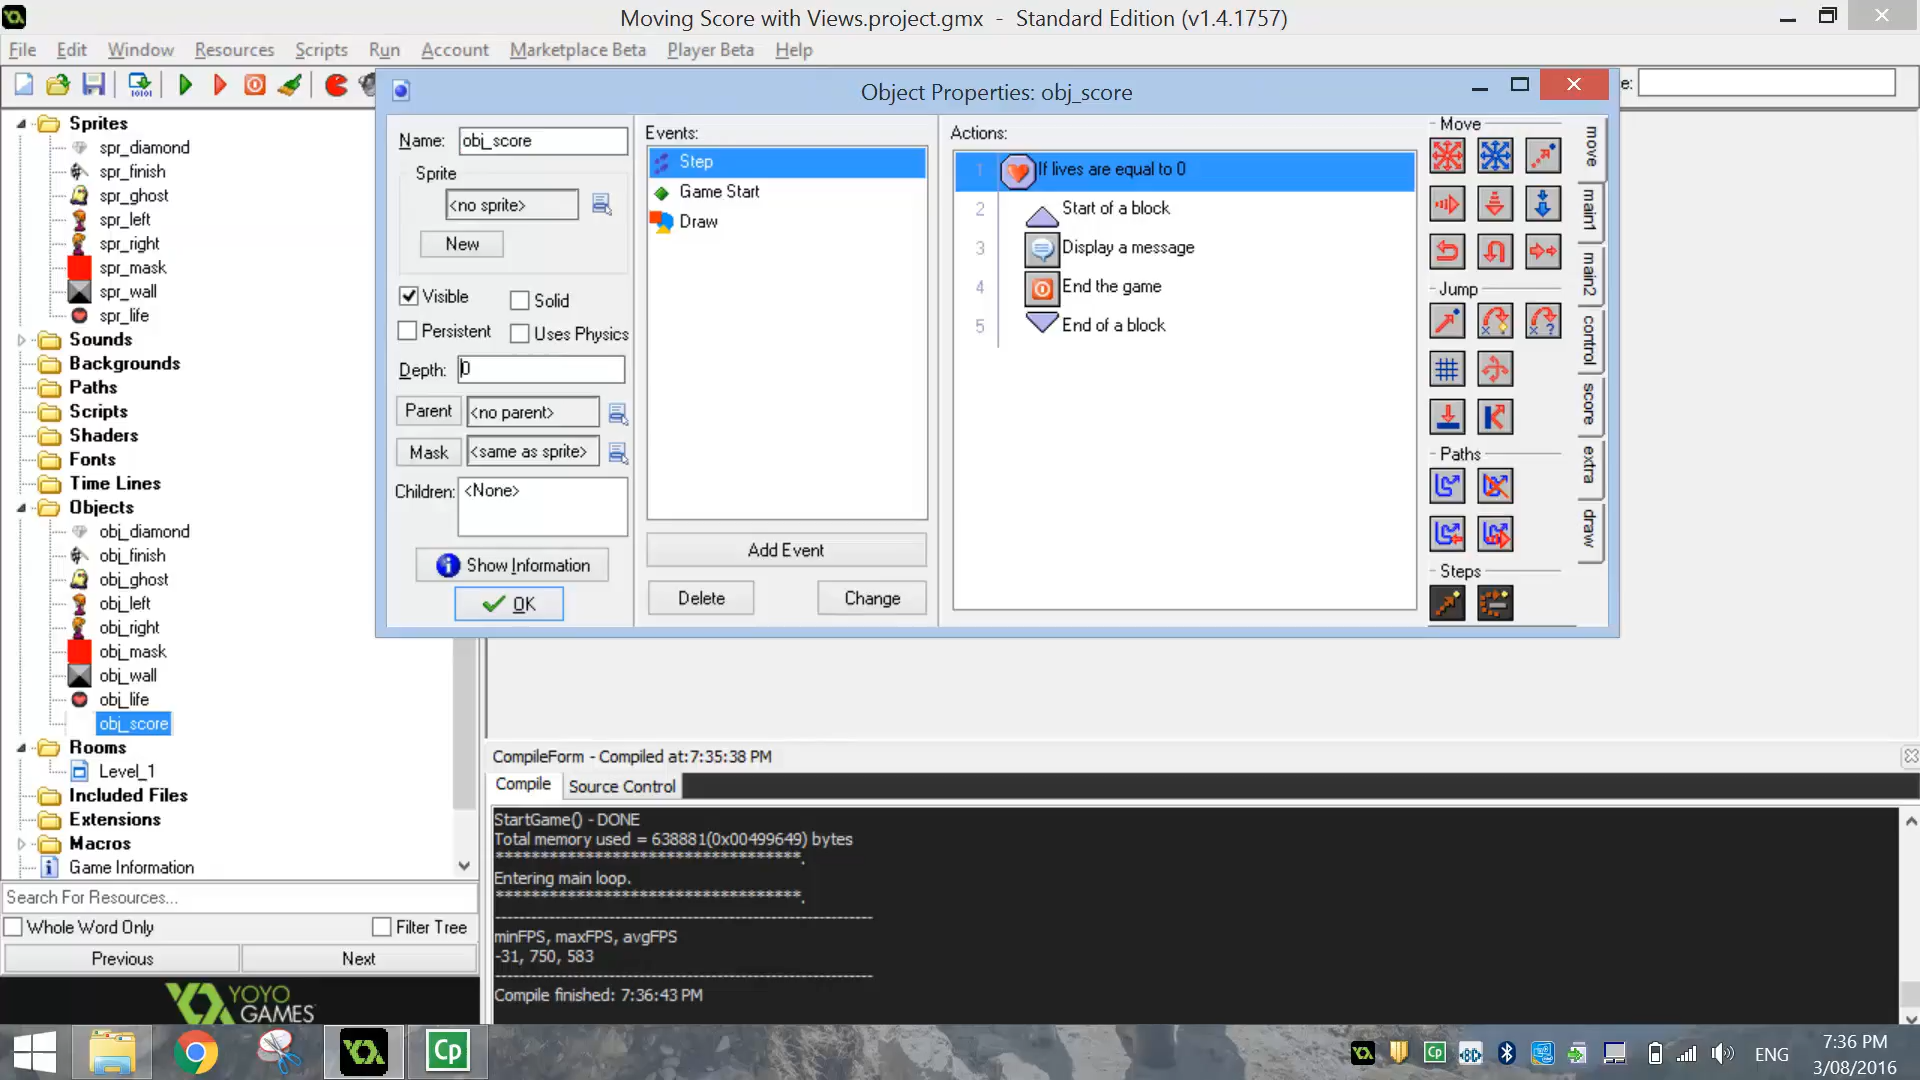 Moving Score with Views.project.gmx - Standard Edition (v1.4.1757)
File Edit Window Resources Scripts Run Account Marketplace Beta Player Beta Help
e:
Object Properties: obj_score
Name: obj_score
Sprite
<no sprite>
New
Visible
Solid
Persistent
Uses Physics
Depth: 0
Parent <no parent>
Mask <same as sprite>
Children: <None>
Show Information
OK
Events:
Step
Game Start
Draw
Add Event
Delete
Change
Actions:
1 If lives are equal to 0
2 Start of a block
3 Display a message
4 End the game
5 End of a block
Move
Jump
Paths
Steps
move
main1
main2
control
score
extra
draw
Sprites
spr_diamond
spr_finish
spr_ghost
spr_left
spr_right
spr_mask
spr_wall
spr_life
Sounds
Backgrounds
Paths
Scripts
Shaders
Fonts
Time Lines
Objects
obj_diamond
obj_finish
obj_ghost
obj_left
obj_right
obj_mask
obj_wall
obj_life
obj_score
Rooms
Level_1
Included Files
Extensions
Macros
Game Information
Search For Resources...
Whole Word Only
Filter Tree
Previous
Next
YOYO
GAMES
CompileForm - Compiled at:7:35:38 PM
Compile
Source Control
StartGame() - DONE
Total memory used = 638881(0x00499649) bytes
***********************************.
Entering main loop.
***********************************.
----------------------------------------------------------------
minFPS, maxFPS, avgFPS
-31, 750, 583
----------------------------------------------------------------
Compile finished: 7:36:43 PM
Cp
Cp
ENG
7:36 PM
3/08/2016